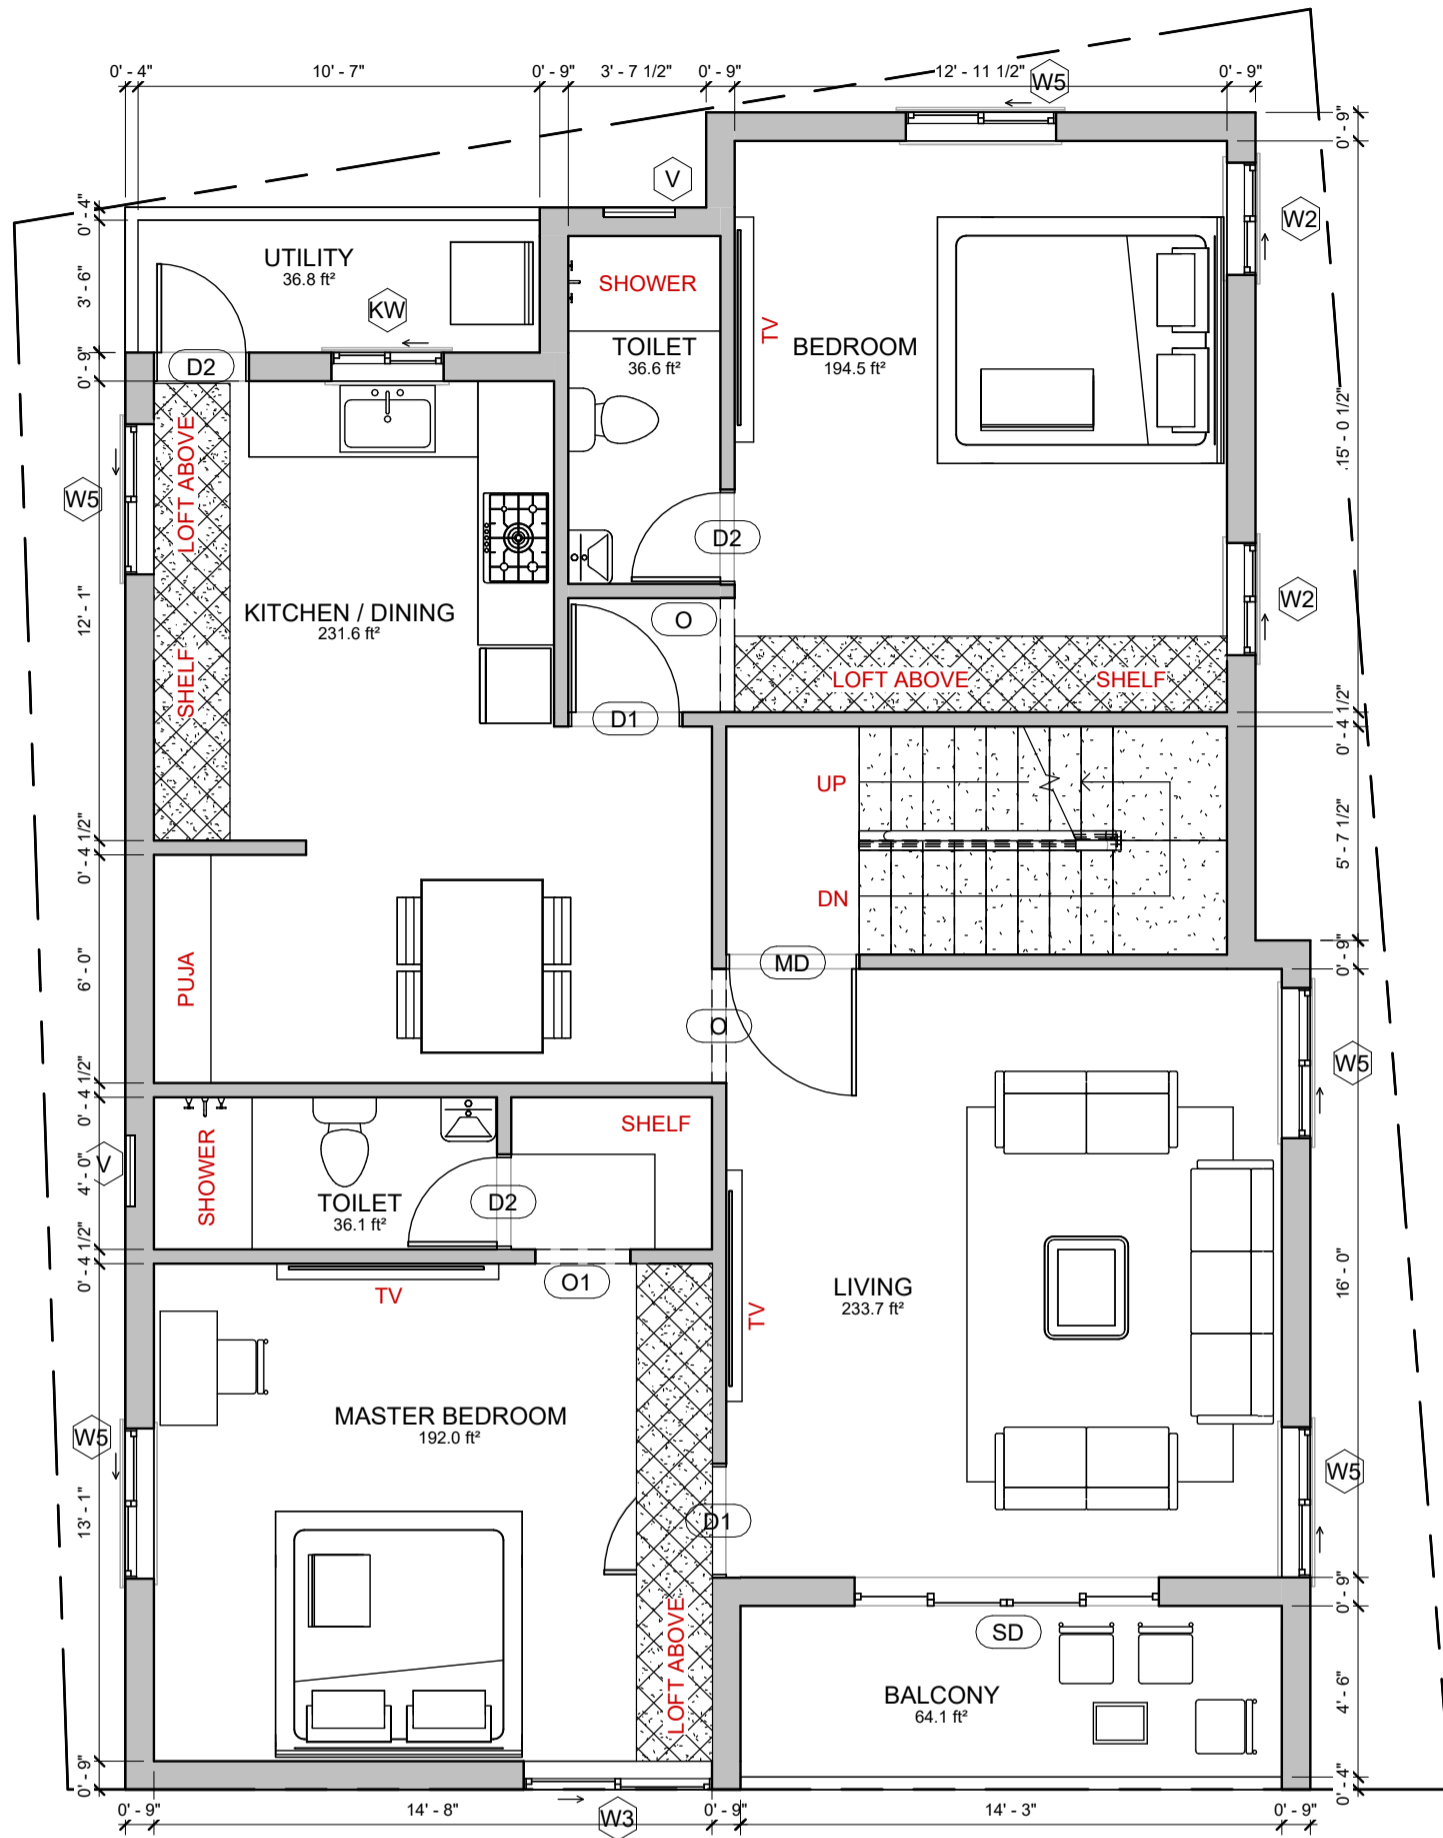 0' - 4"
10' - 7"
0' - 9"
3' - 7 1/2"
0' - 9"
12' - 11 1/2"
0' - 9"
W5
0' - 9"
V
W2
0' - 4"
UTILITY
36.8 ft²
SHOWER
3' - 6"
KW
TV
TOILET
36.6 ft²
BEDROOM
194.5 ft²
0' - 9"
D2
LOFT ABOVE
15' - 0 1/2"
W5
D2
W2
12' - 1"
KITCHEN / DINING
231.6 ft²
O
SHELF
LOFT ABOVE
SHELF
D1
0' - 4 1/2"
UP
0' - 4 1/2"
5' - 7 1/2"
DN
PUJA
MD
0' - 9"
6' - 0"
O
W5
0' - 4 1/2"
SHELF
V
4' - 0"
SHOWER
TOILET
36.1 ft²
D2
0' - 4 1/2"
O1
TV
LIVING
233.7 ft²
16' - 0"
TV
MASTER BEDROOM
192.0 ft²
W5
W5
13' - 1"
D1
0' - 9"
SD
LOFT ABOVE
BALCONY
64.1 ft²
4' - 6"
0' - 9"
0' - 4"
0' - 9"
14' - 8"
W3
0' - 9"
14' - 3"
0' - 9"